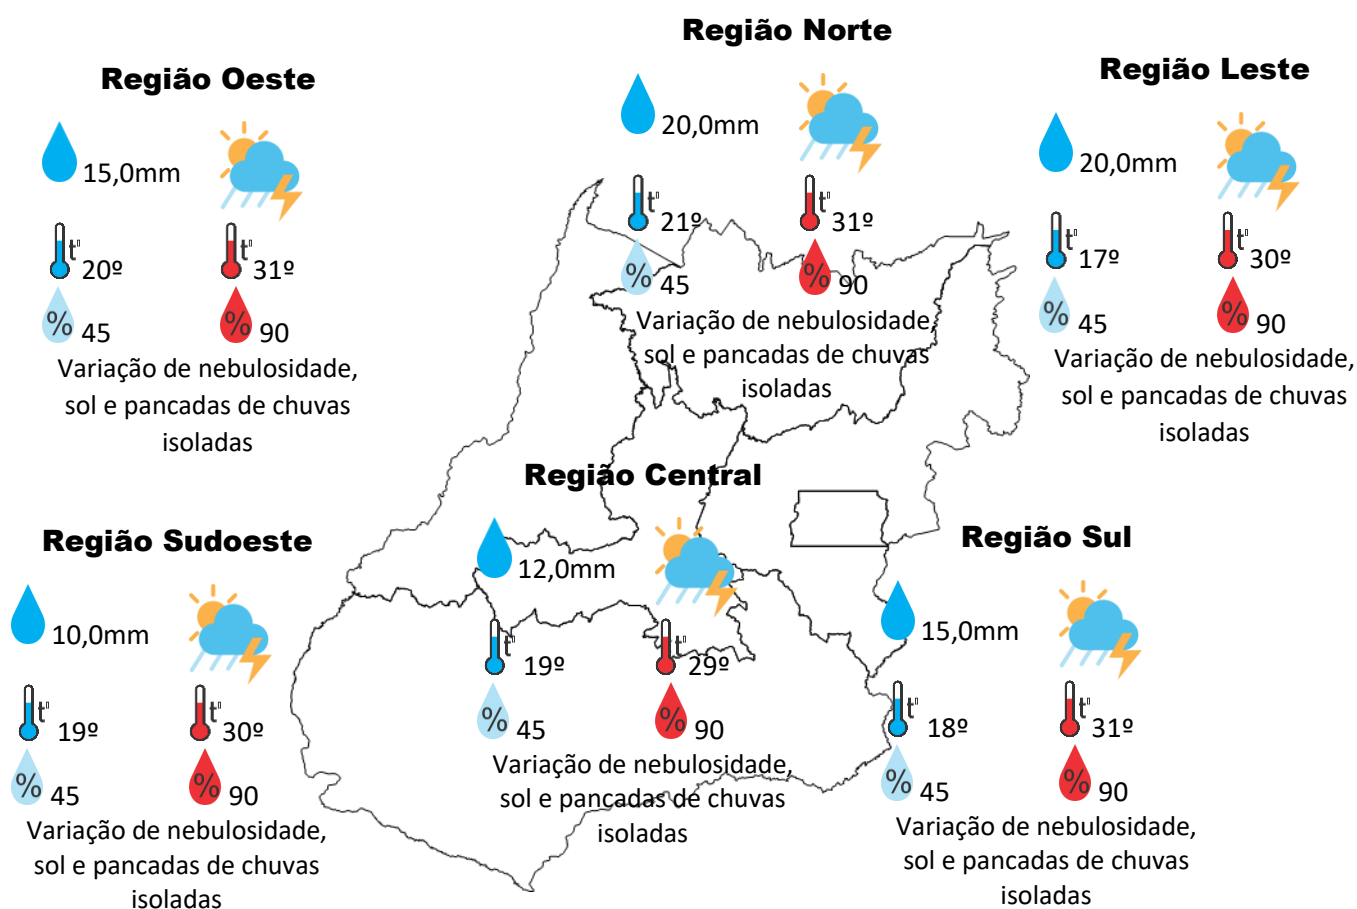 Região Norte
20,0mm
t°
21º
t°
31º
%
45
%
90
Variação de nebulosidade,
sol e pancadas de chuvas
isoladas
Região Oeste
15,0mm
t°
20º
t°
31º
%
45
%
90
Variação de nebulosidade,
sol e pancadas de chuvas
isoladas
Região Leste
20,0mm
t°
17º
t°
30º
%
45
%
90
Variação de nebulosidade,
sol e pancadas de chuvas
isoladas
Região Central
12,0mm
t°
19º
t°
29º
%
45
%
90
Variação de nebulosidade,
sol e pancadas de chuvas
isoladas
Região Sudoeste
10,0mm
t°
19º
t°
30º
%
45
%
90
Variação de nebulosidade,
sol e pancadas de chuvas
isoladas
Região Sul
15,0mm
t°
18º
t°
31º
%
45
%
90
Variação de nebulosidade,
sol e pancadas de chuvas
isoladas